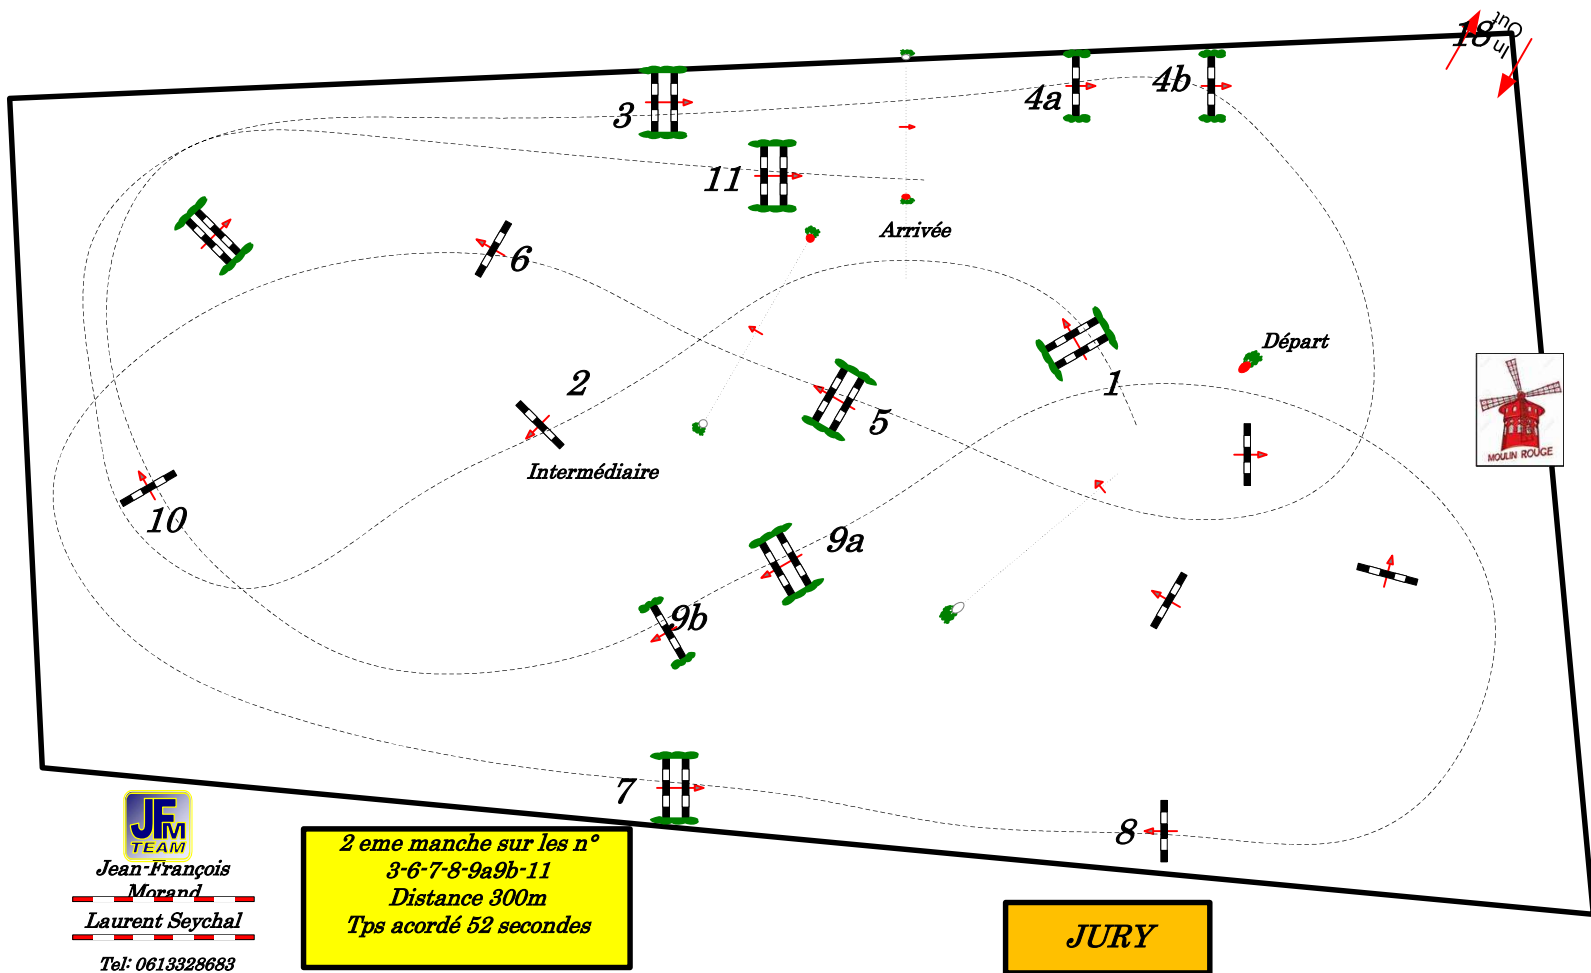 18
Out
In
3
4a
4b
11
Arrivée
6
Départ
1
2
5
MOULIN ROUGE
Intermédiaire
10
9a
9b
7
8
JFM
TEAM
Jean-François
Morand
Laurent Seychal
Tel: 0613328683
2 eme manche sur les n°
3-6-7-8-9a9b-11
Distance 300m
Tps acordé 52 secondes
JURY